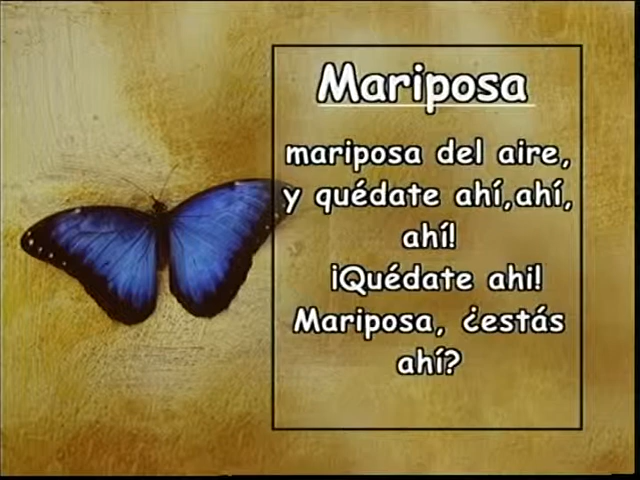 Mariposa
mariposa del aire,
y quédate ahí,ahí,
ahí!
¡Quédate ahi!
Mariposa, ¿estás
ahí?